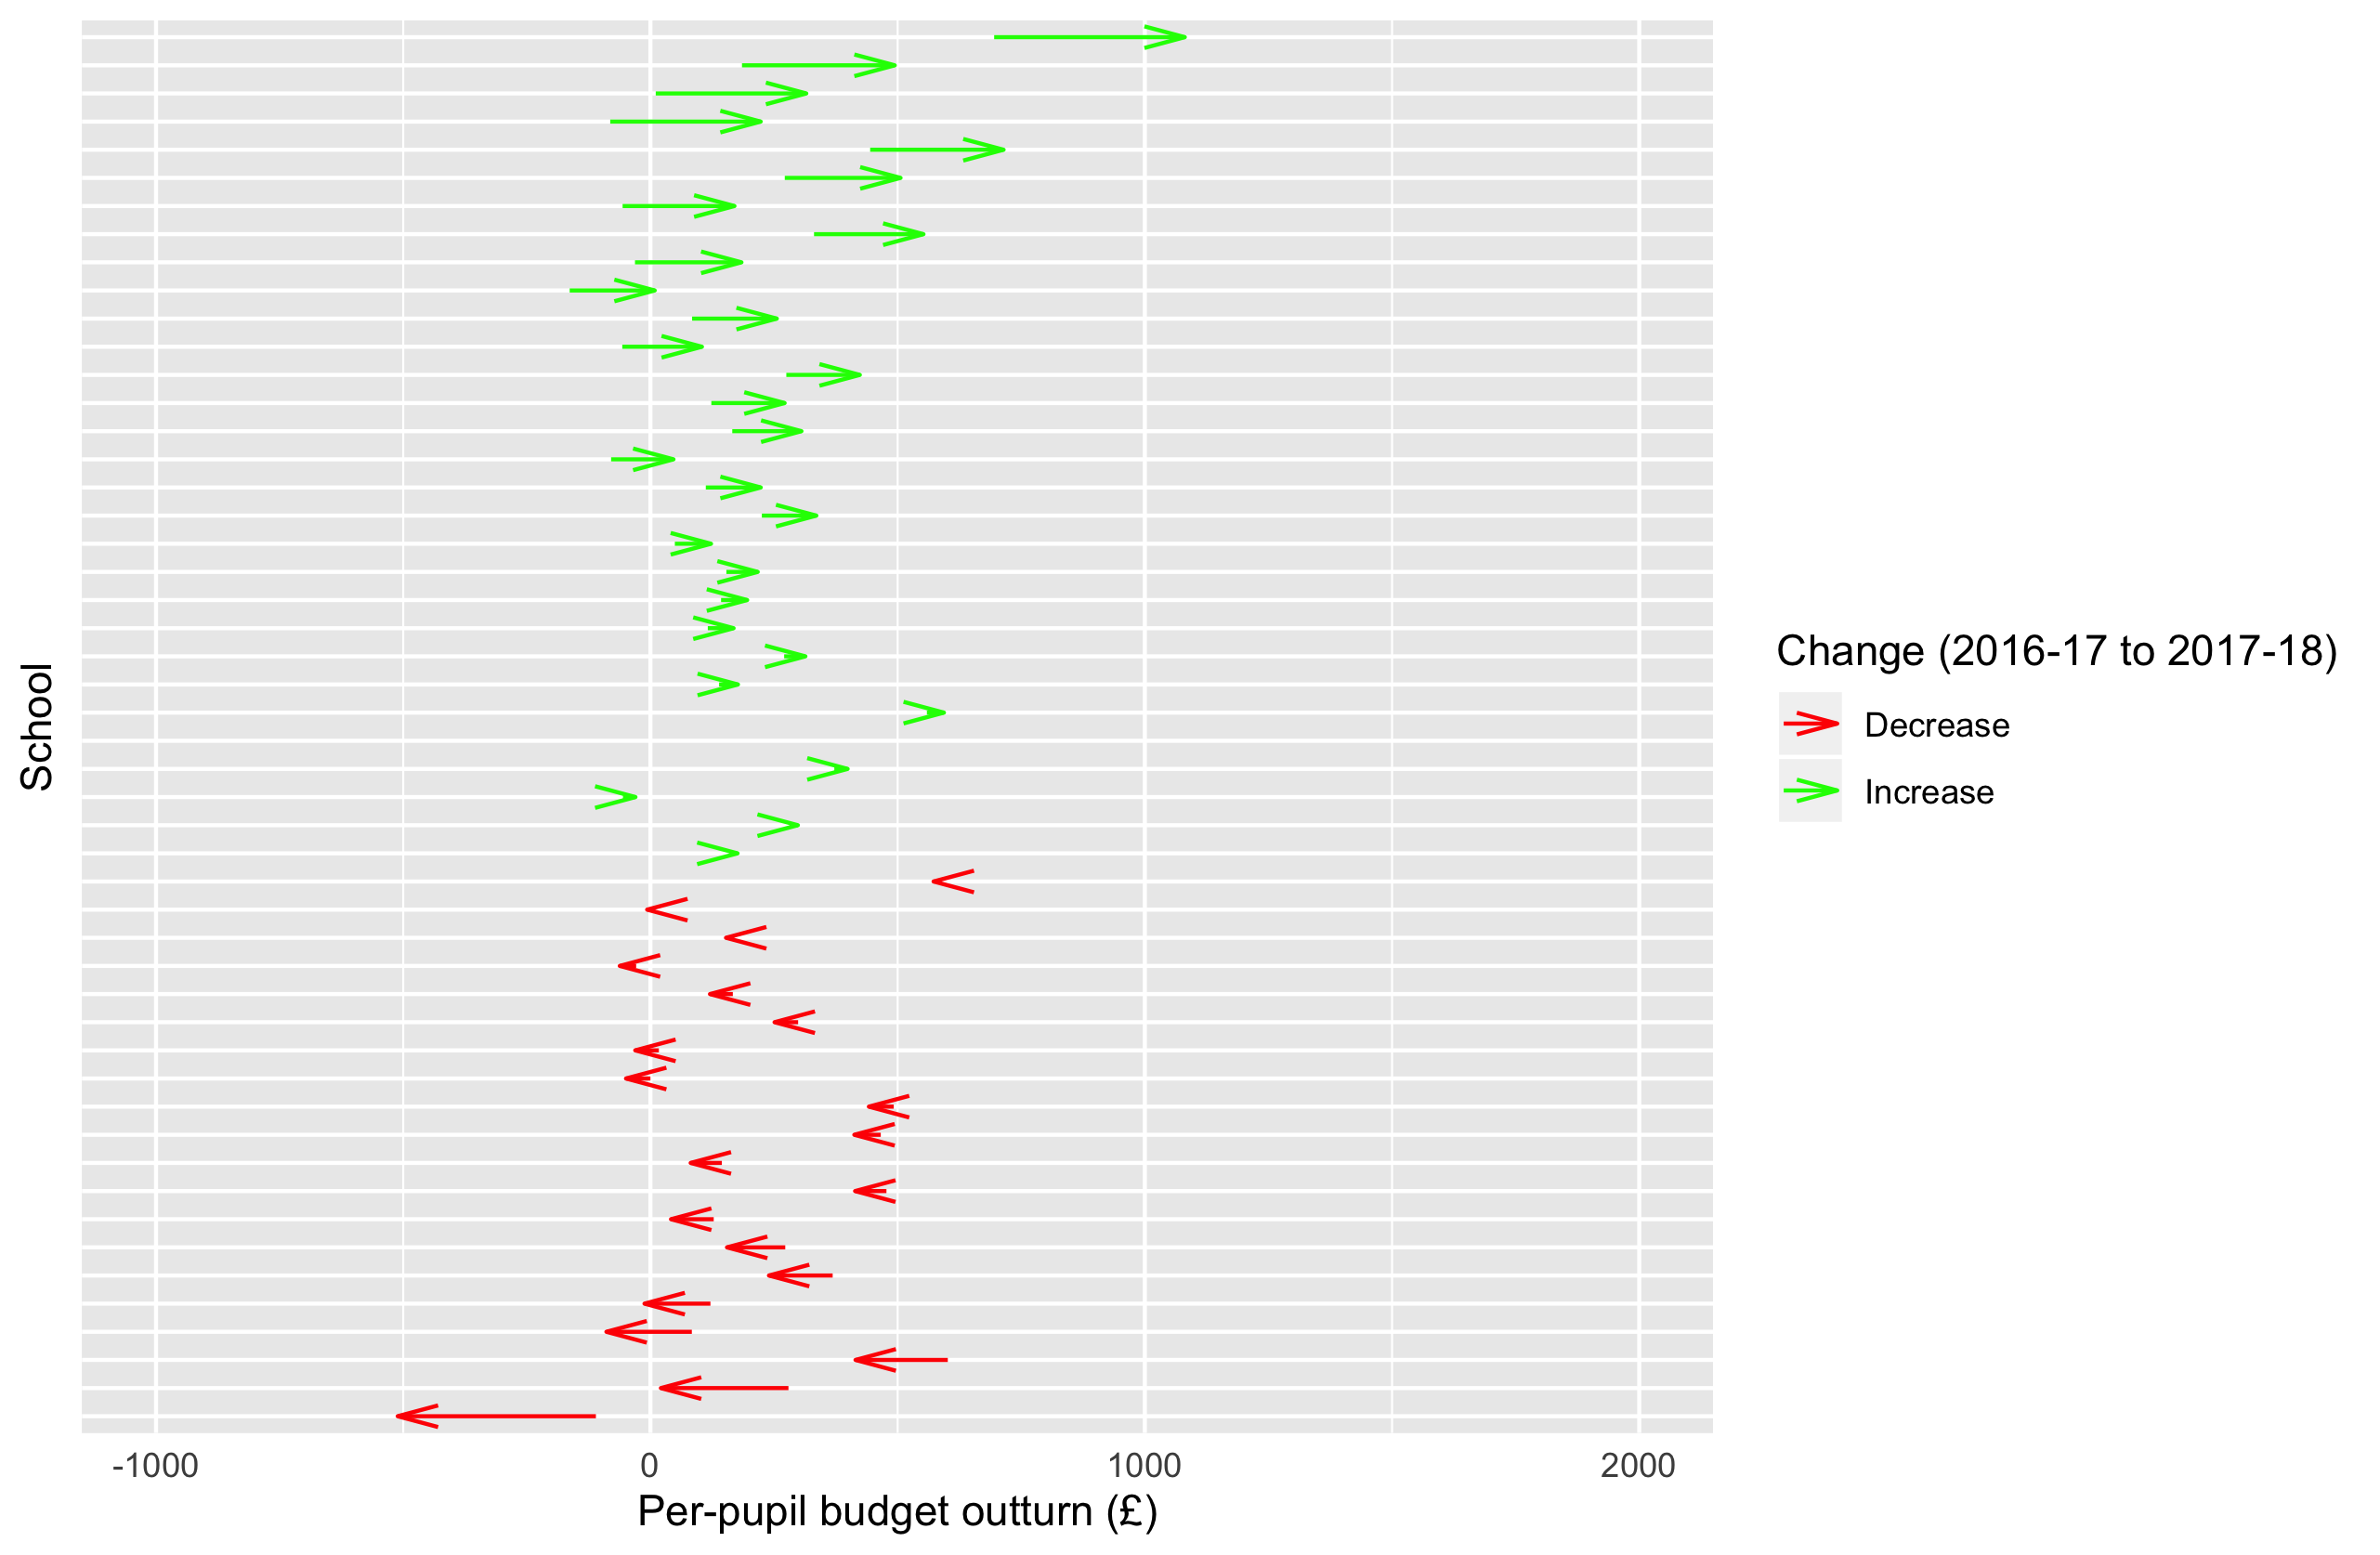 School
-1000
0
1000
2000
Per-pupil budget outturn (£)
Change (2016-17 to 2017-18)
Decrease
Increase